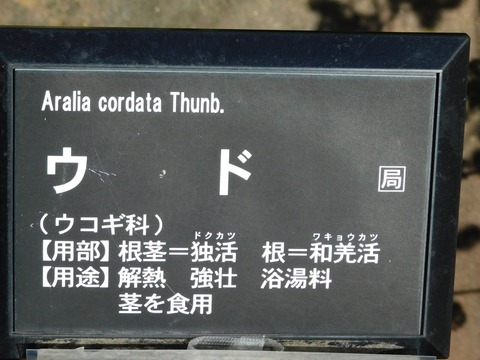 Aralia cordata Thunb.
ウド 局
(ウコギ科)
ドクカツ ワキョウカツ
【用部】根茎=独活 根=和羌活
【用途】解熱 強壮 浴湯料
茎を食用